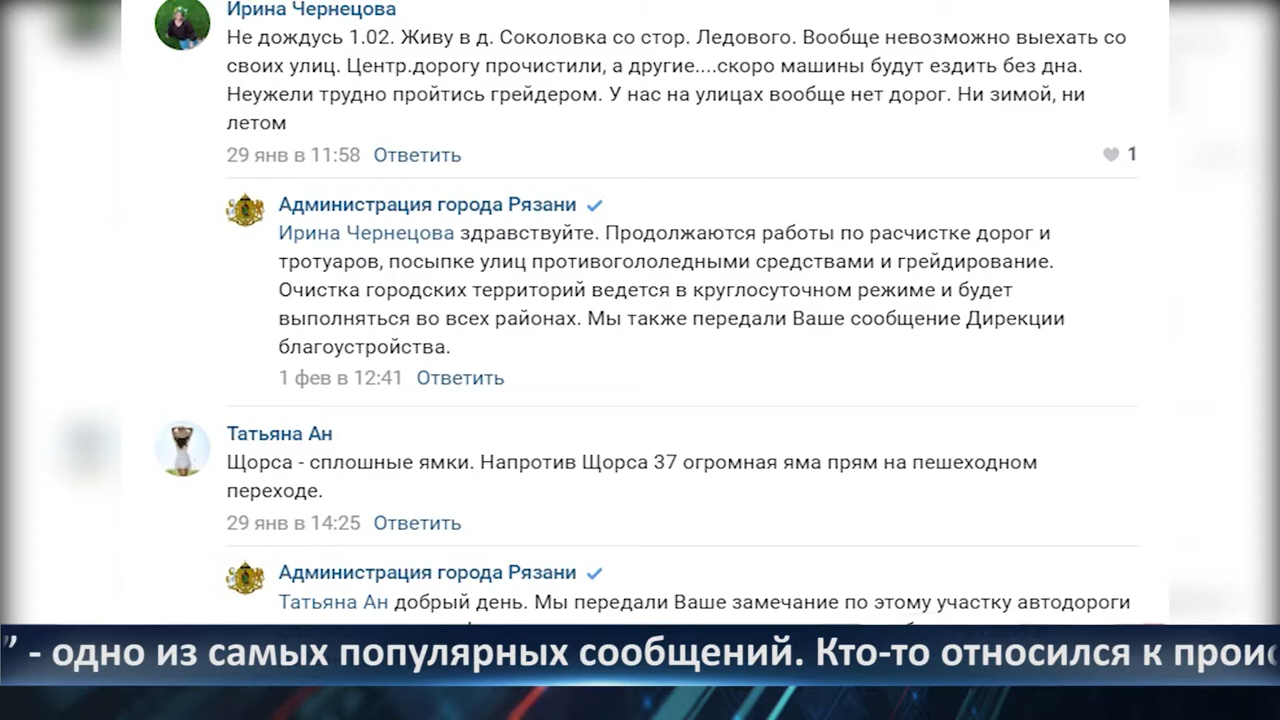 Ирина Чернецова
Не дождусь 1.02. Живу в д. Соколовка со стор. Ледового. Вообще невозможно выехать со
своих улиц. Центр.дорогу прочистили, а другие....скоро машины будут ездить без дна.
Неужели трудно пройтись грейдером. У нас на улицах вообще нет дорог. Ни зимой, ни
летом
29 янв в 11:58 Ответить 1
Администрация города Рязани
Ирина Чернецова здравствуйте. Продолжаются работы по расчистке дорог и
тротуаров, посыпке улиц противогололедными средствами и грейдирование.
Очистка городских территорий ведется в круглосуточном режиме и будет
выполняться во всех районах. Мы также передали Ваше сообщение Дирекции
благоустройства.
1 фев в 12:41 Ответить
Татьяна Ан
Щорса - сплошные ямки. Напротив Щорса 37 огромная яма прям на пешеходном
переходе.
29 янв в 14:25 Ответить
Администрация города Рязани
Татьяна Ан добрый день. Мы передали Ваше замечание по этому участку автодороги
” - одно из самых популярных сообщений. Кто-то относился к прои